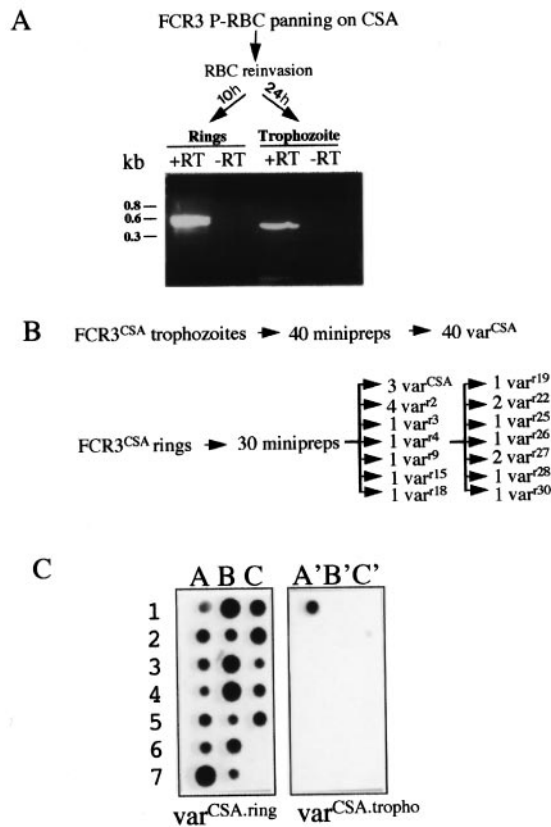 A
FCR3 P-RBC panning on CSA
RBC reinvasion
10h 24h
Rings Trophozoite
kb +RT -RT +RT -RT
0.8
0.6
0.3
B
FCR3CSA trophozoites 40 minipreps 40 varCSA
FCR3CSA rings 30 minipreps
3 varCSA
4 varr2
1 varr3
1 varr4
1 varr9
1 varr15
1 varr18
1 varr19
2 varr22
1 varr25
1 varr26
2 varr27
1 varr28
1 varr30
C
A B C A'B'C'
1
2
3
4
5
6
7
varCSA.ring varCSA.tropho